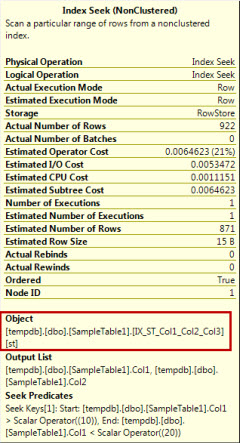 Index Seek (NonClustered)
Scan a particular range of rows from a nonclustered
index.
Physical Operation Index Seek
Logical Operation Index Seek
Actual Execution Mode Row
Estimated Execution Mode Row
Storage RowStore
Actual Number of Rows 922
Actual Number of Batches 0
Estimated Operator Cost 0.0064623 (21%)
Estimated I/O Cost 0.0053472
Estimated CPU Cost 0.0011151
Estimated Subtree Cost 0.0064623
Number of Executions 1
Estimated Number of Executions 1
Estimated Number of Rows 871
Estimated Row Size 15 B
Actual Rebinds 0
Actual Rewinds 0
Ordered True
Node ID 1
Object
[tempdb].[dbo].[SampleTable1].[IX_ST_Col1_Col2_Col3]
[st]
Output List
[tempdb].[dbo].[SampleTable1].Col1, [tempdb].[dbo].
[SampleTable1].Col2
Seek Predicates
Seek Keys[1]: Start: [tempdb].[dbo].[SampleTable1].Col1
> Scalar Operator((10)), End: [tempdb].[dbo].
[SampleTable1].Col1 < Scalar Operator((20))